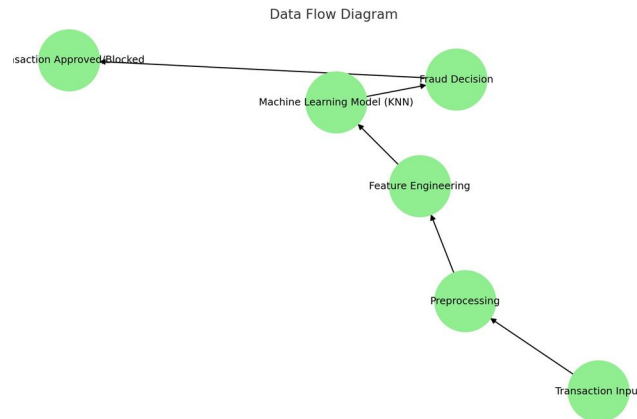 Data Flow Diagram
saction Approved/Blocked
Fraud Decision
Machine Learning Model (KNN)
Feature Engineering
Preprocessing
Transaction Inpu